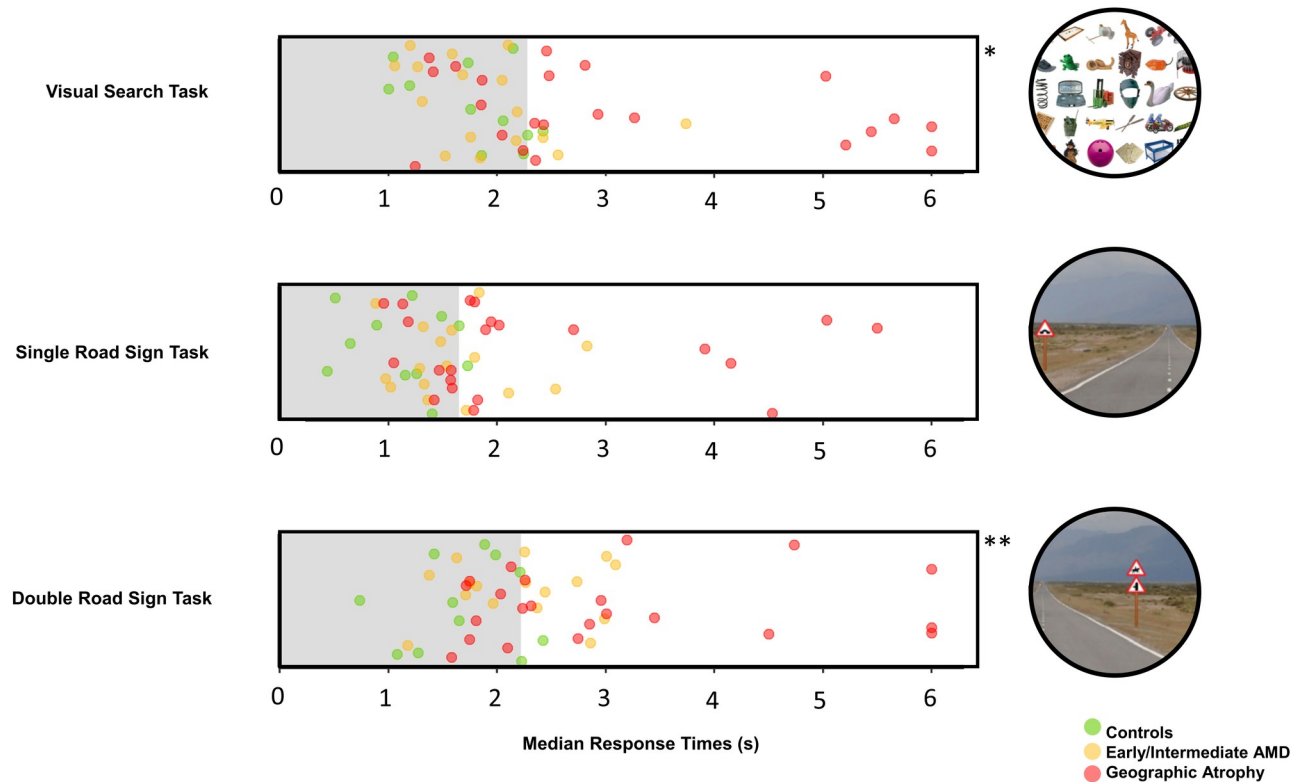 Visual Search Task
*
0 1 2 3 4 5 6
Single Road Sign Task
0 1 2 3 4 5 6
Double Road Sign Task
**
0 1 2 3 4 5 6
Median Response Times (s)
Controls
Early/Intermediate AMD
Geographic Atrophy